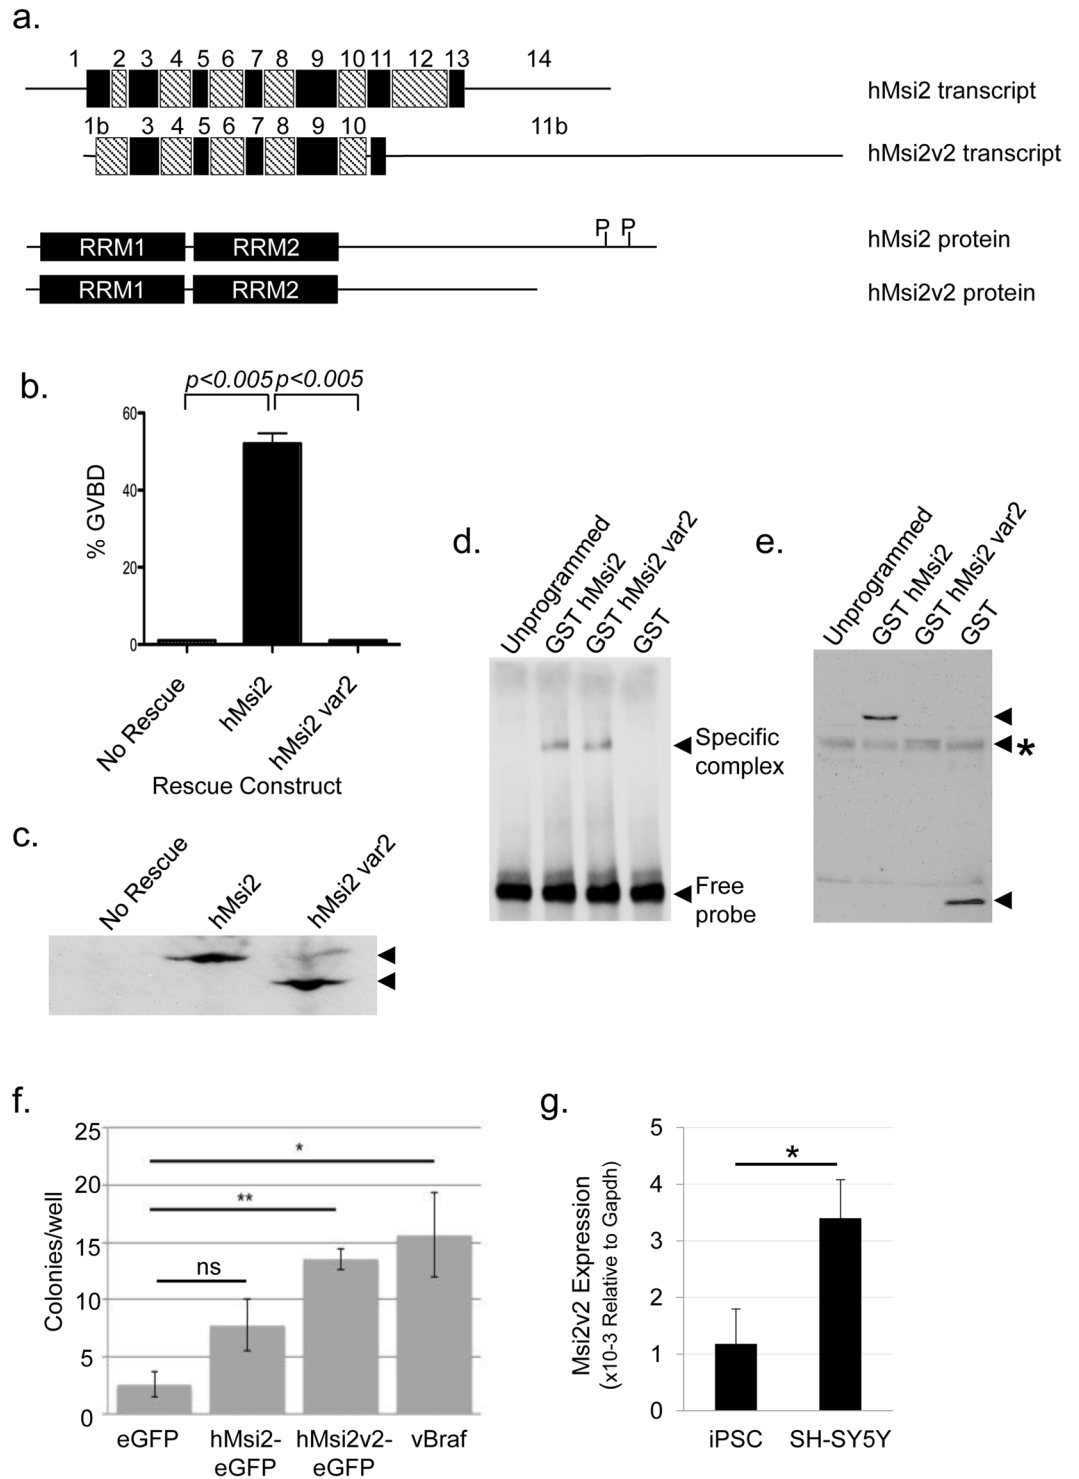 a.
1 2 3 4 5 6 7 8 9 10 11 12 13 14
hMsi2 transcript
1b 3 4 5 6 7 8 9 10 11b
hMsi2v2 transcript
P P
RRM1 RRM2
hMsi2 protein
RRM1 RRM2
hMsi2v2 protein
b.
p<0.005 p<0.005
60
40
20
0
% GVBD
No Rescue
hMsi2
hMsi2 var2
Rescue Construct
c.
No Rescue
hMsi2
hMsi2 var2
d.
Unprogrammed
GST hMsi2
GST hMsi2 var2
GST
Specific
complex
Free
probe
e.
Unprogrammed
GST hMsi2
GST hMsi2 var2
GST
*
f.
25
20
15
10
5
0
Colonies/well
*
**
ns
eGFP
hMsi2-
eGFP
hMsi2v2-
eGFP
vBraf
g.
5
4
3
2
1
0
Msi2v2 Expression
(x10-3 Relative to Gapdh)
*
iPSC
SH-SY5Y